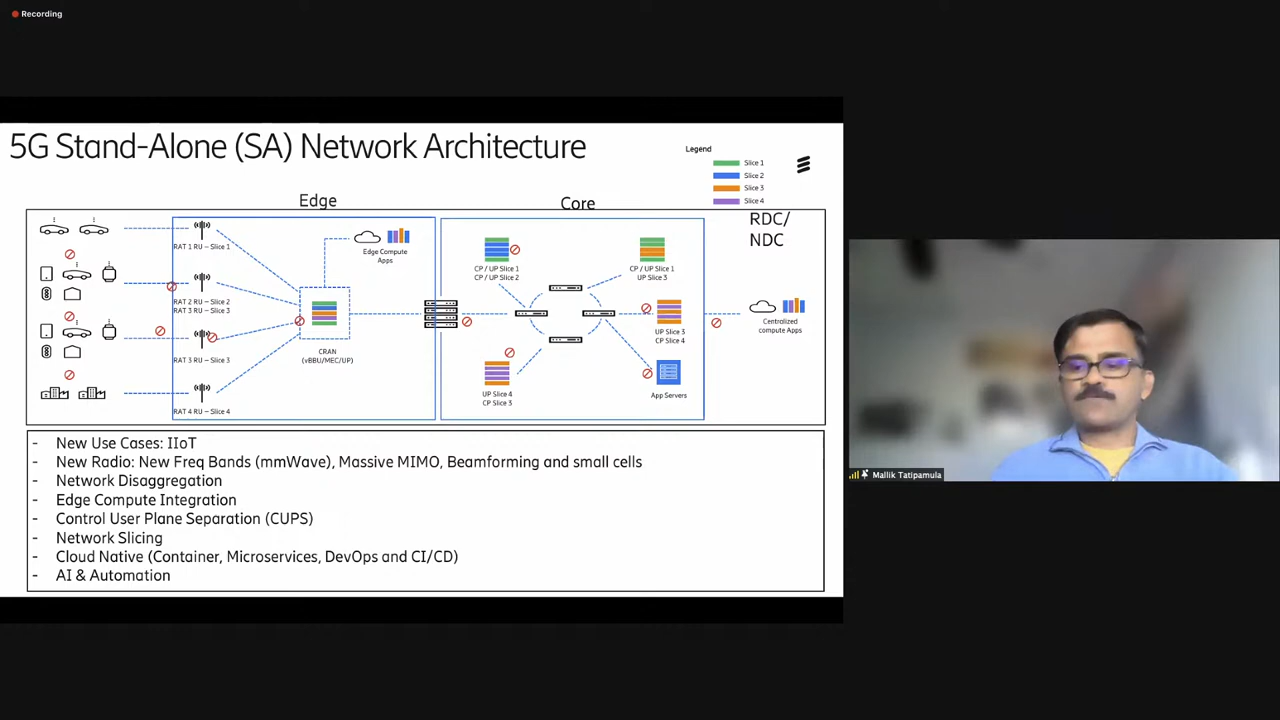 Recording
5G Stand-Alone (SA) Network Architecture
Legend
Slice 1
Slice 2
Slice 3
Slice 4
Edge
Core
RDC/
NDC
RAT 1 RU – Slice 1
RAT 2 RU – Slice 2
RAT 3 RU – Slice 3
RAT 3 RU – Slice 3
RAT 4 RU – Slice 4
Edge Compute
Apps
CRAN
(vBBU/MEC/UP)
CP / UP Slice 1
CP / UP Slice 2
CP / UP Slice 1
UP Slice 3
UP Slice 3
CP Slice 4
UP Slice 4
CP Slice 3
App Servers
Centralized
compute Apps
- New Use Cases: IIoT
- New Radio: New Freq Bands (mmWave), Massive MIMO, Beamforming and small cells
- Network Disaggregation
- Edge Compute Integration
- Control User Plane Separation (CUPS)
- Network Slicing
- Cloud Native (Container, Microservices, DevOps and CI/CD)
- AI & Automation
Mallik Tatipamula